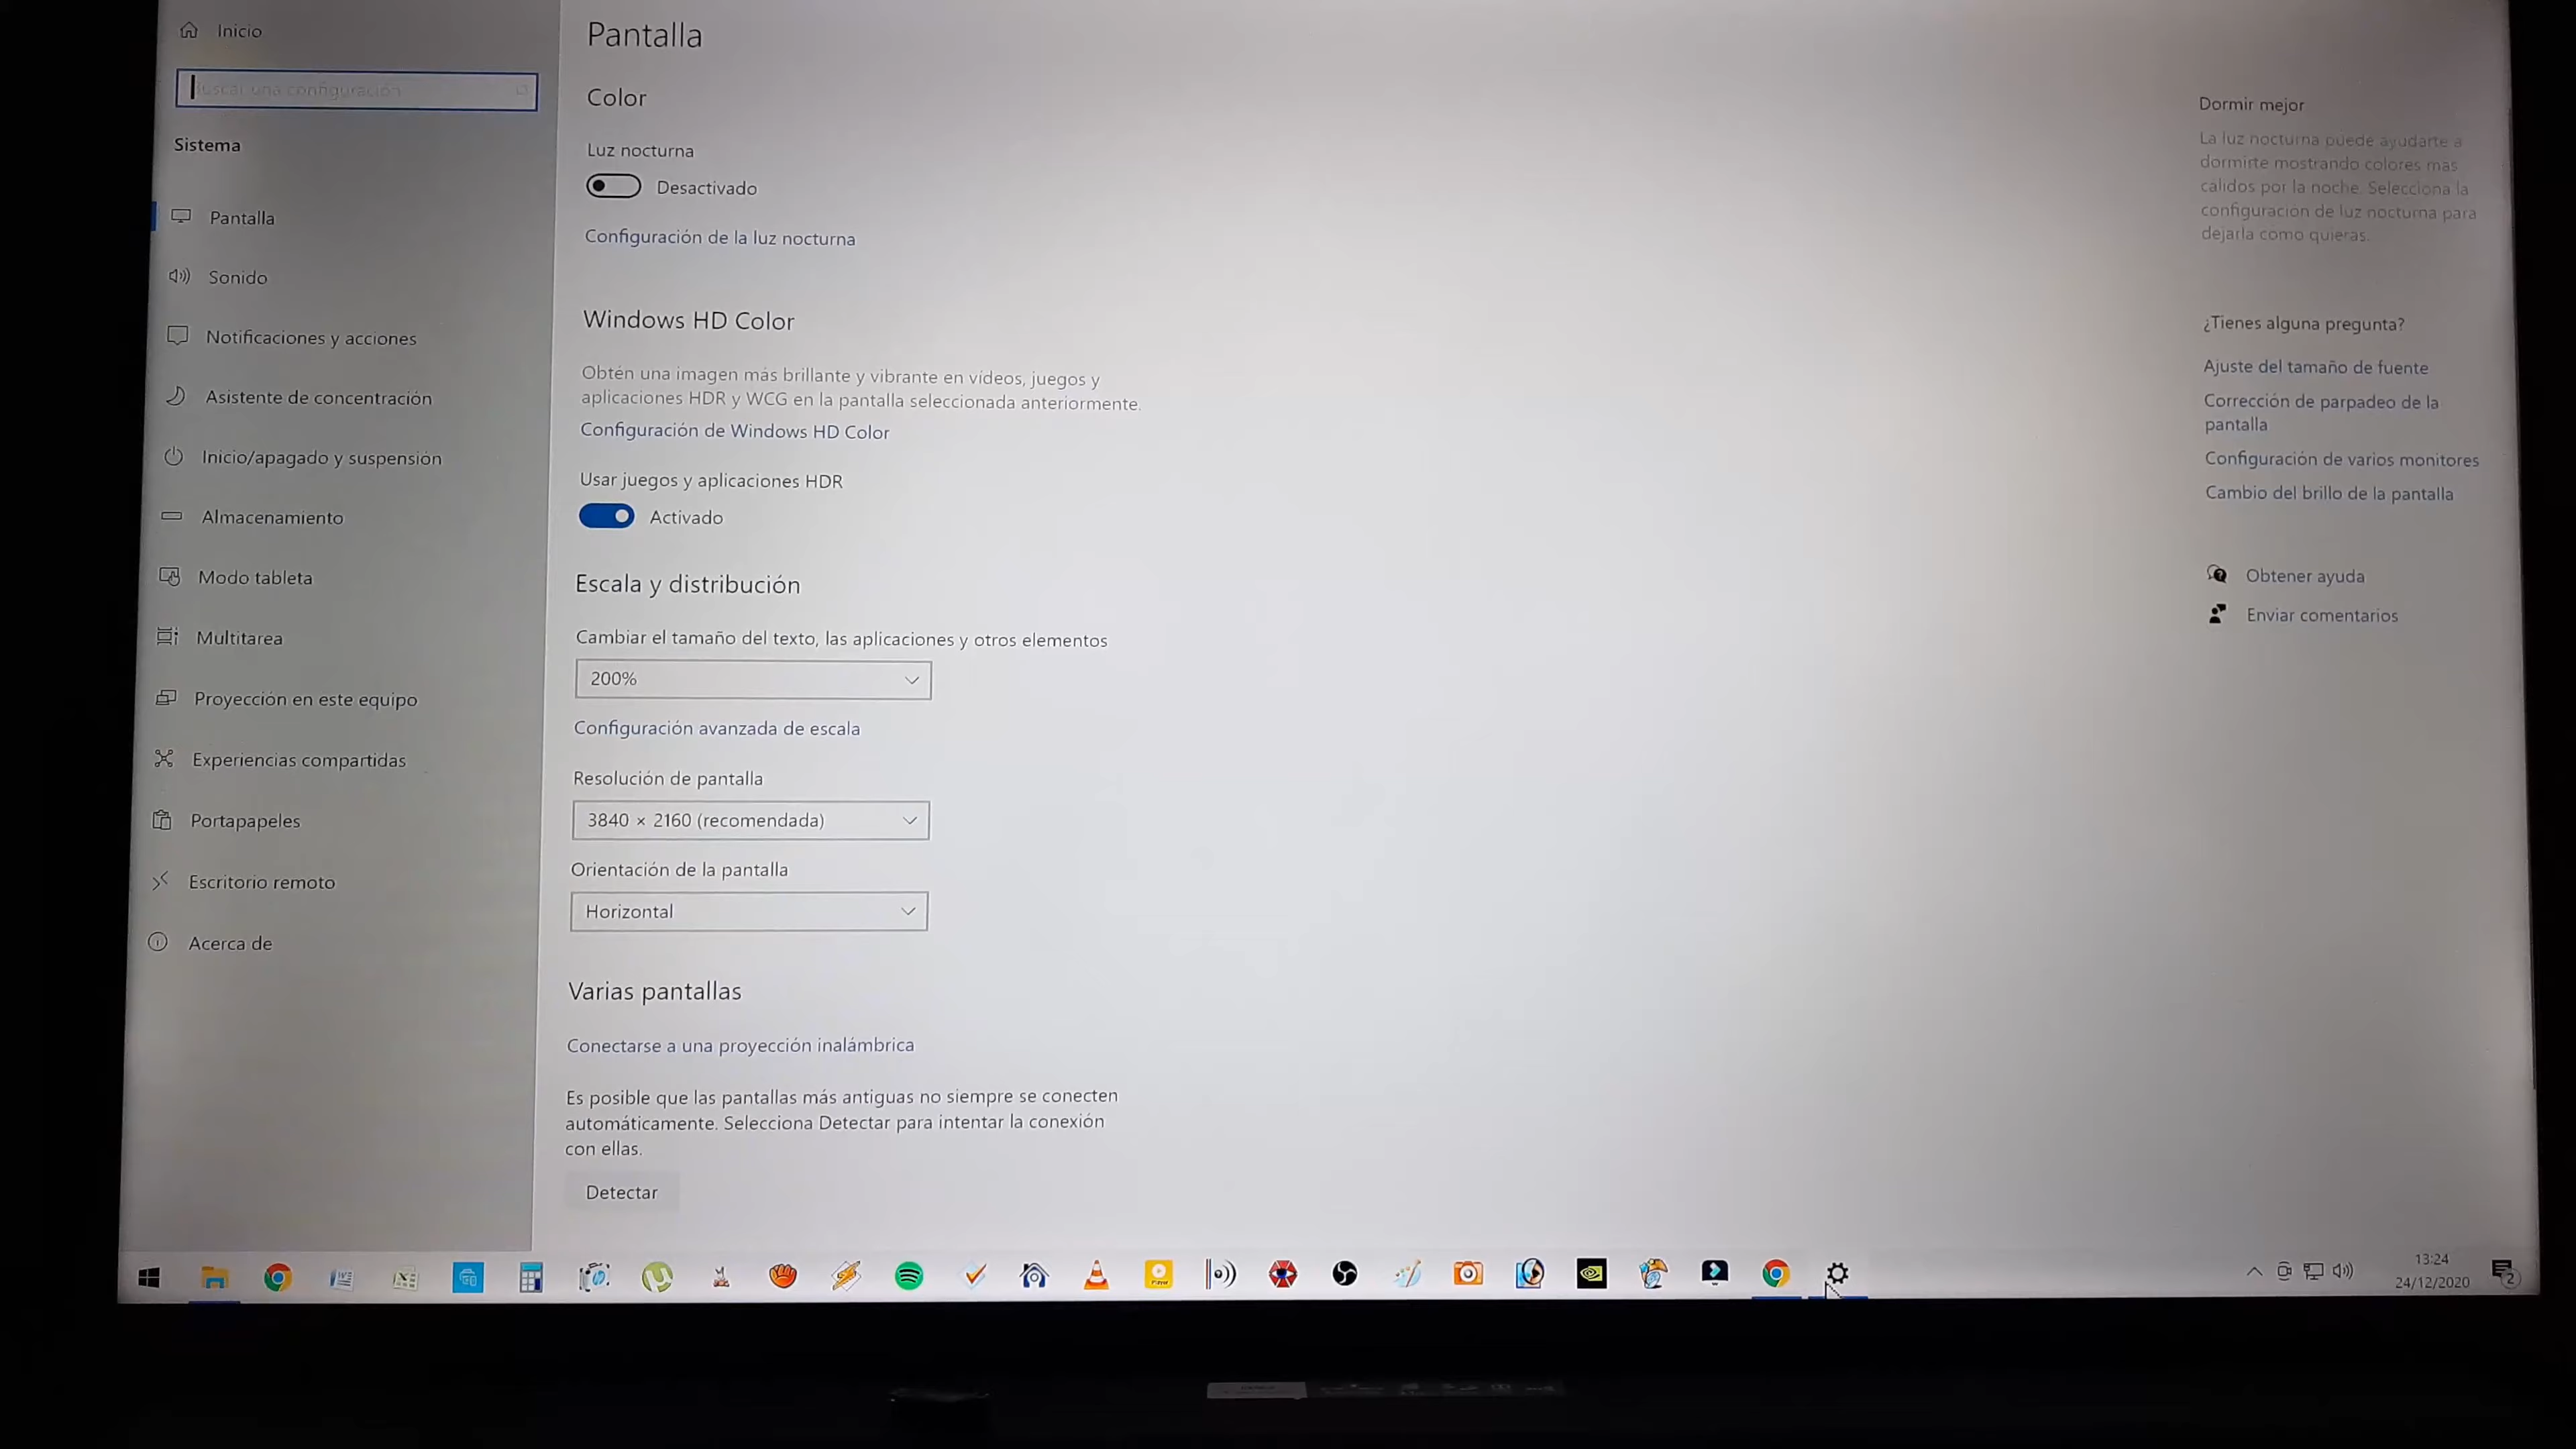 Inicio
Buscar una configuración
Sistema
Pantalla
Sonido
Notificaciones y acciones
Asistente de concentración
Inicio/apagado y suspensión
Almacenamiento
Modo tableta
Multitarea
Proyección en este equipo
Experiencias compartidas
Portapapeles
Escritorio remoto
Acerca de
Pantalla
Color
Luz nocturna
Desactivado
Configuración de la luz nocturna
Windows HD Color
Obtén una imagen más brillante y vibrante en vídeos, juegos y
aplicaciones HDR y WCG en la pantalla seleccionada anteriormente.
Configuración de Windows HD Color
Usar juegos y aplicaciones HDR
Activado
Escala y distribución
Cambiar el tamaño del texto, las aplicaciones y otros elementos
200%
Configuración avanzada de escala
Resolución de pantalla
3840 × 2160 (recomendada)
Orientación de la pantalla
Horizontal
Varias pantallas
Conectarse a una proyección inalámbrica
Es posible que las pantallas más antiguas no siempre se conecten
automáticamente. Selecciona Detectar para intentar la conexión
con ellas.
Detectar
Dormir mejor
La luz nocturna puede ayudarte a
dormirte mostrando colores más
cálidos por la noche. Selecciona la
configuración de luz nocturna para
dejarla como quieras.
¿Tienes alguna pregunta?
Ajuste del tamaño de fuente
Corrección de parpadeo de la
pantalla
Configuración de varios monitores
Cambio del brillo de la pantalla
Obtener ayuda
Enviar comentarios
13:24
24/12/2020
2